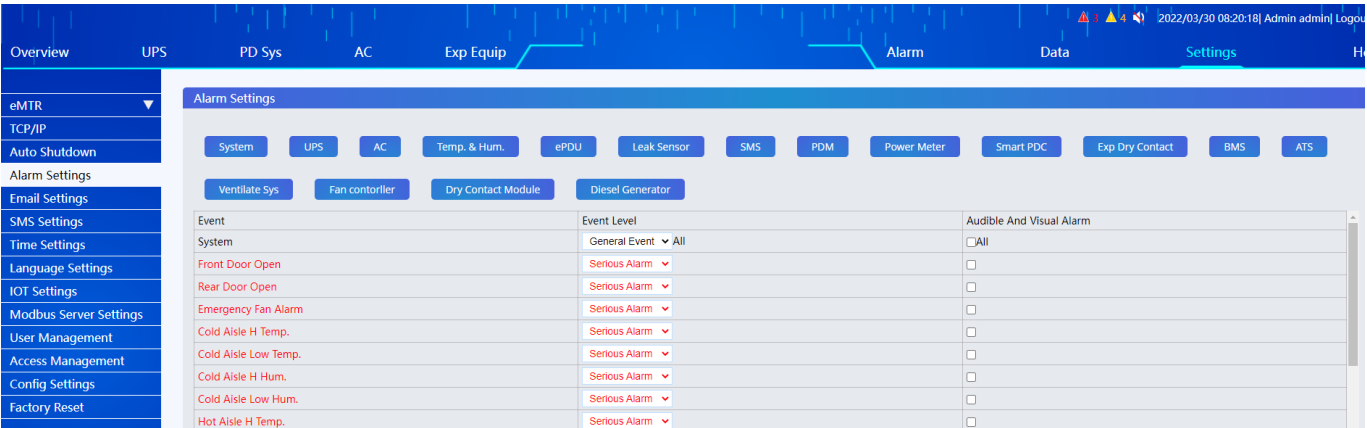 3 4 2022/03/30 08:20:18| Admin admin| Logou
Overview UPS PD Sys AC Exp Equip Alarm Data Settings
eMTR
TCP/IP
Auto Shutdown
Alarm Settings
Email Settings
SMS Settings
Time Settings
Language Settings
IOT Settings
Modbus Server Settings
User Management
Access Management
Config Settings
Factory Reset
Alarm Settings
System UPS AC Temp. & Hum. ePDU Leak Sensor SMS PDM Power Meter Smart PDC Exp Dry Contact BMS ATS
Ventilate Sys Fan contorller Dry Contact Module Diesel Generator
Event Event Level Audible And Visual Alarm
System General Event All All
Front Door Open Serious Alarm
Rear Door Open Serious Alarm
Emergency Fan Alarm Serious Alarm
Cold Aisle H Temp. Serious Alarm
Cold Aisle Low Temp. Serious Alarm
Cold Aisle H Hum. Serious Alarm
Cold Aisle Low Hum. Serious Alarm
Hot Aisle H Temp. Serious Alarm